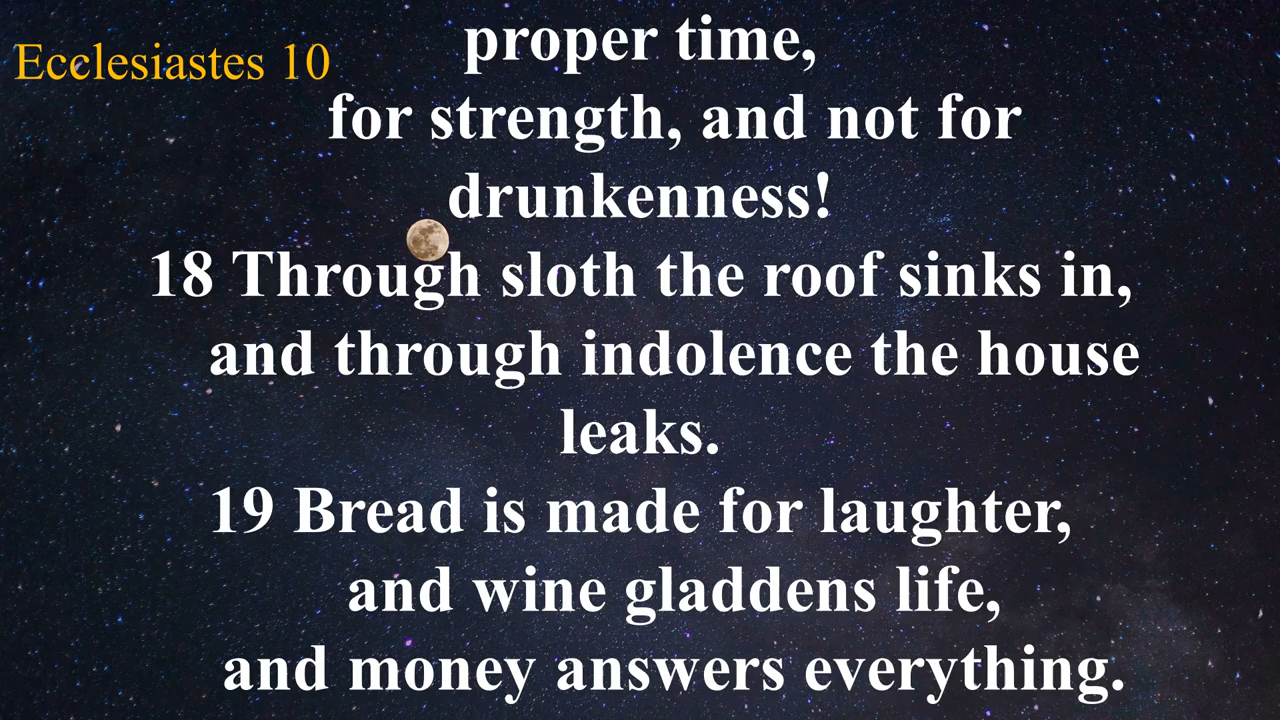 Ecclesiastes 10
proper time,
for strength, and not for
drunkenness!
18 Through sloth the roof sinks in,
and through indolence the house
leaks.
19 Bread is made for laughter,
and wine gladdens life,
and money answers everything.